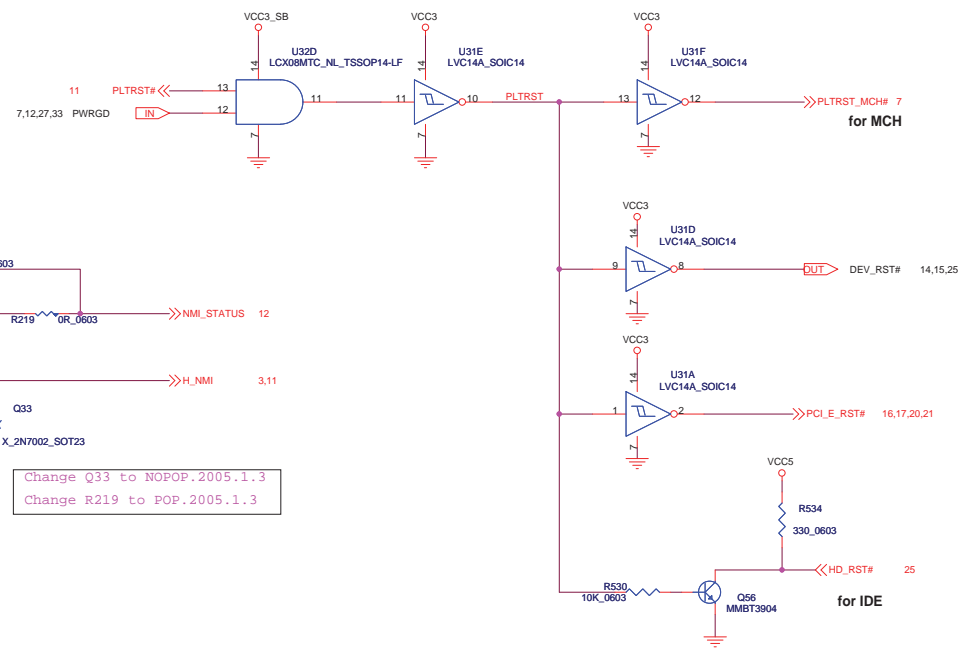 VCC3_SB
U32D
LCX08MTC_NL_TSSOP14-LF
14
11 PLTRST# 13
7,12,27,33 PWRGD IN 12
11
7
VCC3
U31E
LVC14A_SOIC14
14
11 10 PLTRST
7
VCC3
U31F
LVC14A_SOIC14
14
13 12 PLTRST_MCH# 7
for MCH
7
VCC3
U31D
LVC14A_SOIC14
14
9 8 OUT DEV_RST# 14,15,25
7
603
R219 0R_0603 NMI_STATUS 12
VCC3
U31A
LVC14A_SOIC14
14
1 2 PCI_E_RST# 16,17,20,21
7
H_NMI 3,11
Q33
X_2N7002_SOT23
Change Q33 to NOPOP.2005.1.3
Change R219 to POP.2005.1.3
VCC5
R534
330_0603
HD_RST# 25
for IDE
R530
10K_0603
Q56
MMBT3904